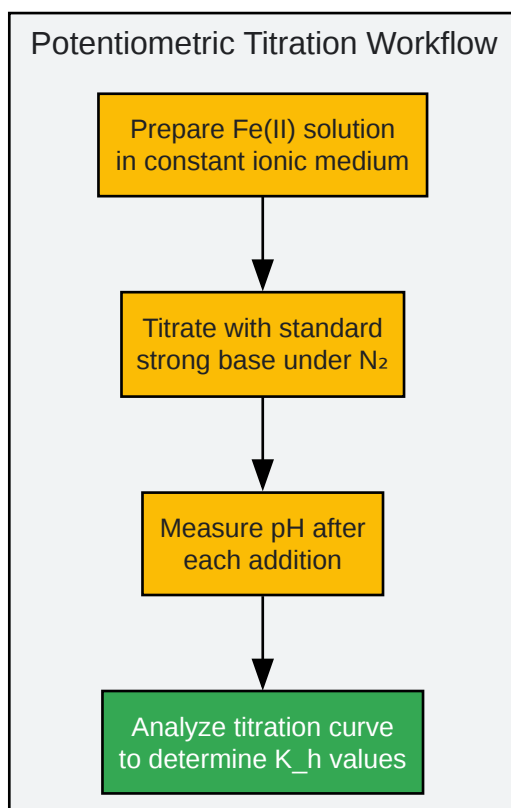 Potentiometric Titration Workflow
Prepare Fe(II) solution
in constant ionic medium
Titrate with standard
strong base under N₂
Measure pH after
each addition
Analyze titration curve
to determine K_h values